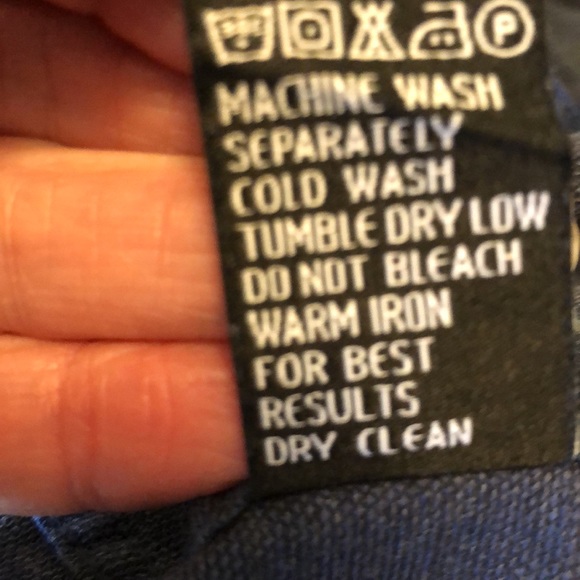 MACHINE WASH
SEPARATELY
COLD WASH
TUMBLE DRY LOW
DO NOT BLEACH
WARM IRON
FOR BEST
RESULTS
DRY CLEAN